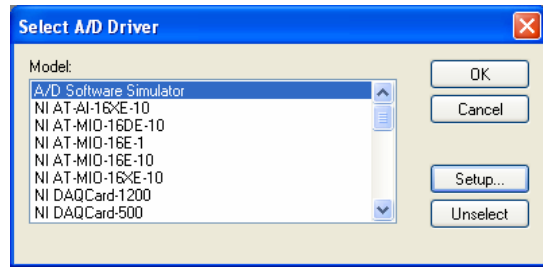 Select A/D Driver
Model:
A/D Software Simulator
NI AT-AI-16XE-10
NI AT-MIO-16DE-10
NI AT-MIO-16E-1
NI AT-MIO-16E-10
NI AT-MIO-16XE-10
NI DAQCard-1200
NI DAQCard-500
OK
Cancel
Setup...
Unselect